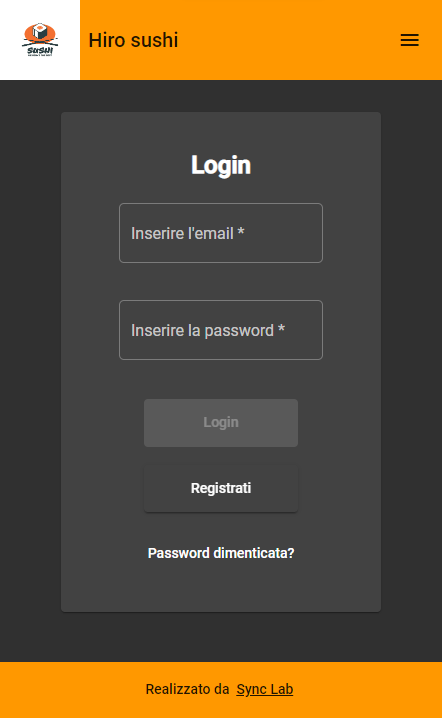 SUSHI
Hiro sushi
Login
Inserire l'email *
Inserire la password *
Login
Registrati
Password dimenticata?
Realizzato da Sync Lab